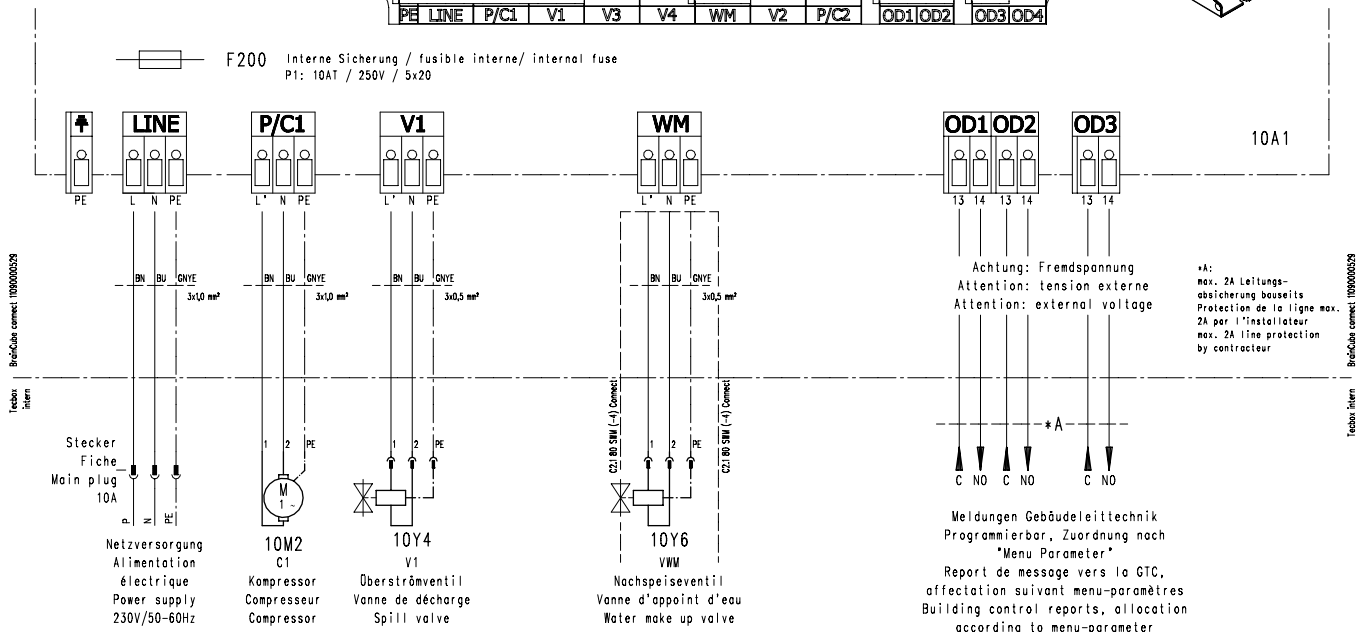 PE LINE P/C1 V1 V3 V4 WM V2 P/C2 OD1 OD2 OD3 OD4
F200 Interne Sicherung / fusible interne/ internal fuse
P1: 10AT / 250V / 5x20
LINE P/C1 V1 WM OD1 OD2 OD3
10A1
PE L N PE L' N PE L' N PE L' N PE 13 14 13 14 13 14
BN BU GNYE
3x1,0 mm²
BN BU GNYE
3x1,0 mm²
BN BU GNYE
3x0,5 mm²
BN BU GNYE
3x0,5 mm²
Achtung: Fremdspannung
Attention: tension externe
Attention: external voltage
*A:
max. 2A Leitungs-
absicherung bauseits
Protection de la ligne max.
2A par l'installateur
max. 2A line protection
by contracteur
BrainCube connect 11090000529
Tecbox
intern
BrainCube connect 11090000529
Tecbox intern
C2.1 80 SWM (-4) Connect
C2.1 80 SWM (-4) Connect
Stecker
Fiche
Main plug
10A
P N PE
Netzversorgung
Alimentation
électrique
Power supply
230V/50-60Hz
1 2 PE
M
1 ~
10M2
C1
Kompressor
Compresseur
Compressor
1 2 PE
10Y4
V1
Überströmventil
Vanne de décharge
Spill valve
1 2 PE
10Y6
VWM
Nachspeiseventil
Vanne d'appoint d'eau
Water make up valve
*A
C NO C NO C NO
Meldungen Gebäudeleittechnik
Programmierbar, Zuordnung nach
"Menu Parameter"
Report de message vers la GTC,
affectation suivant menu-paramètres
Building control reports, allocation
according to menu-parameter